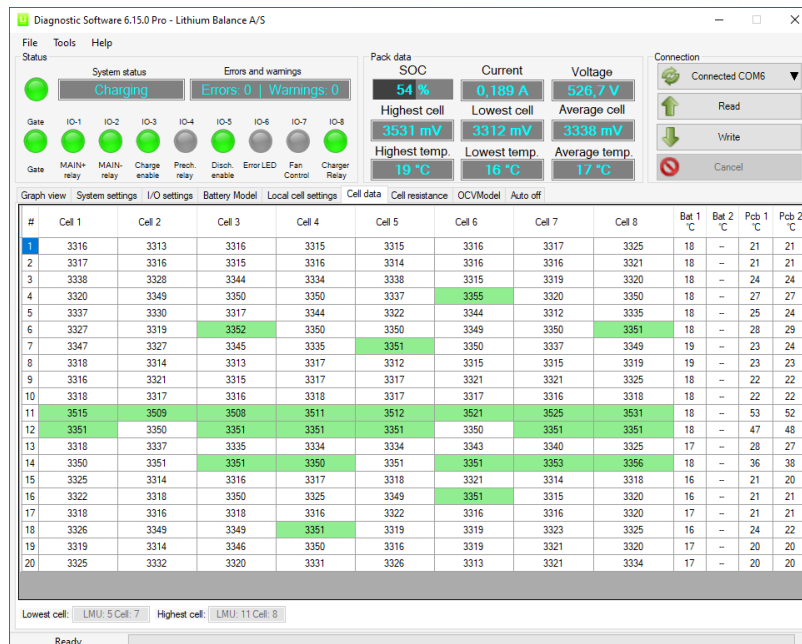 Diagnostic Software 6.15.0 Pro - Lithium Balance A/S
File Tools Help
Status
System status Errors and warnings
Charging Errors: 0 | Warnings: 0
Gate IO-1 IO-2 IO-3 IO-4 IO-5 IO-6 IO-7 IO-8
Gate MAIN+ relay MAIN- relay Charge enable Prech. relay Disch. enable Error LED Fan Control Charger Relay
Pack data
SOC Current Voltage
54 % 0,189 A 526,7 V
Highest cell Lowest cell Average cell
3531 mV 3312 mV 3338 mV
Highest temp. Lowest temp. Average temp.
19 °C 16 °C 17 °C
Connection
Connected COM6
Read
Write
Cancel
Graph view System settings I/O settings Battery Model Local cell settings Cell data Cell resistance OCVModel Auto off
# Cell 1 Cell 2 Cell 3 Cell 4 Cell 5 Cell 6 Cell 7 Cell 8 Bat 1 °C Bat 2 °C Pcb 1 °C Pcb 2 °C
1 3316 3313 3316 3315 3315 3316 3317 3325 18 -- 21 21
2 3317 3316 3315 3316 3314 3316 3316 3321 18 -- 21 21
3 3338 3328 3344 3334 3338 3315 3319 3320 18 -- 24 24
4 3320 3349 3350 3350 3337 3355 3320 3350 18 -- 27 27
5 3337 3330 3317 3344 3322 3344 3312 3335 18 -- 25 24
6 3327 3319 3352 3350 3350 3349 3350 3351 18 -- 28 29
7 3347 3327 3345 3335 3351 3350 3337 3349 19 -- 23 24
8 3318 3314 3313 3317 3312 3315 3315 3319 19 -- 23 23
9 3316 3321 3315 3317 3317 3321 3321 3325 18 -- 22 22
10 3318 3317 3316 3318 3317 3317 3316 3318 18 -- 22 22
11 3515 3509 3508 3511 3512 3521 3525 3531 18 -- 53 52
12 3351 3350 3351 3351 3351 3350 3351 3351 18 -- 47 48
13 3318 3337 3335 3334 3334 3343 3340 3325 17 -- 28 27
14 3350 3351 3351 3350 3351 3351 3353 3356 18 -- 36 38
15 3325 3314 3316 3317 3318 3321 3314 3318 16 -- 21 20
16 3322 3318 3350 3325 3349 3351 3315 3320 16 -- 21 21
17 3318 3318 3316 3316 3322 3316 3316 3320 17 -- 21 21
18 3326 3349 3349 3351 3319 3319 3323 3325 16 -- 24 22
19 3319 3314 3346 3350 3316 3319 3321 3320 17 -- 20 20
20 3325 3332 3320 3331 3326 3313 3321 3334 17 -- 20 20
Lowest cell: LMU: 5 Cell: 7 Highest cell: LMU: 11 Cell: 8
Ready